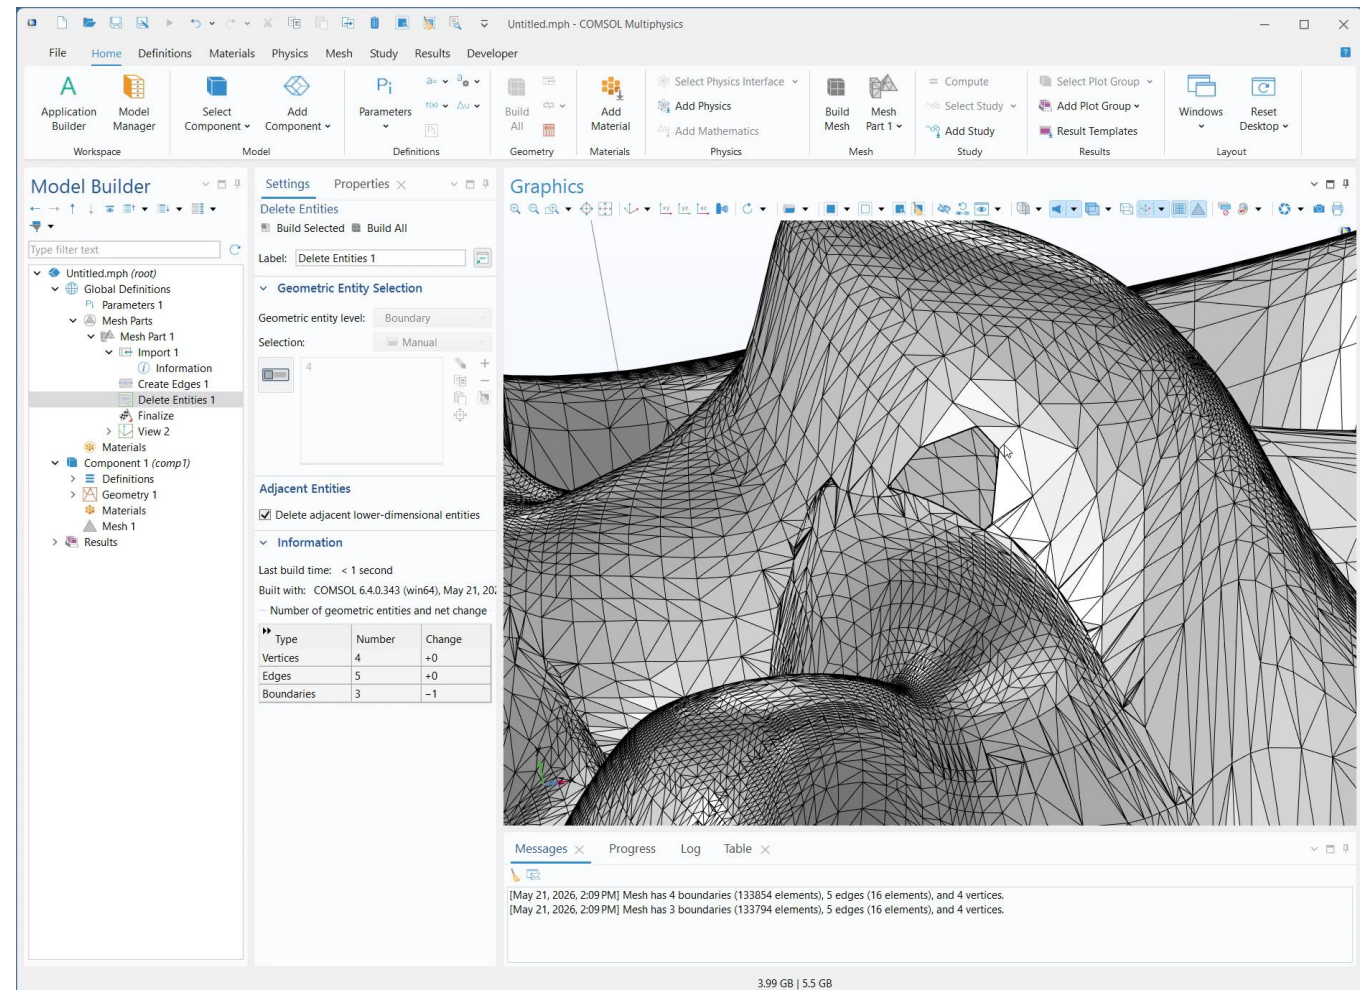 Untitled.mph - COMSOL Multiphysics
File Home Definitions Materials Physics Mesh Study Results Developer
Application Builder
Model Manager
Workspace
Select Component
Add Component
Model
Pi
Parameters
a=
f(x)
Δu
Pi
Definitions
Build All
Geometry
Add Material
Materials
Select Physics Interface
Add Physics
Add Mathematics
Physics
Build Mesh
Mesh Part 1
Mesh
Compute
Select Study
Add Study
Study
Select Plot Group
Add Plot Group
Result Templates
Results
Windows
Reset Desktop
Layout
Model Builder
Type filter text
Untitled.mph (root)
Global Definitions
Pi Parameters 1
Mesh Parts
Mesh Part 1
Import 1
Information
Create Edges 1
Delete Entities 1
Finalize
View 2
Materials
Component 1 (comp1)
Definitions
Geometry 1
Materials
Mesh 1
Results
Settings Properties
Delete Entities
Build Selected Build All
Label: Delete Entities 1
Geometric Entity Selection
Geometric entity level: Boundary
Selection: Manual
4
Adjacent Entities
Delete adjacent lower-dimensional entities
Information
Last build time: < 1 second
Built with: COMSOL 6.4.0.343 (win64), May 21, 202
Number of geometric entities and net change
Type Number Change
Vertices 4 +0
Edges 5 +0
Boundaries 3 −1
Graphics
Messages Progress Log Table
[May 21, 2026, 2:09 PM] Mesh has 4 boundaries (133854 elements), 5 edges (16 elements), and 4 vertices.
[May 21, 2026, 2:09 PM] Mesh has 3 boundaries (133794 elements), 5 edges (16 elements), and 4 vertices.
3.99 GB | 5.5 GB